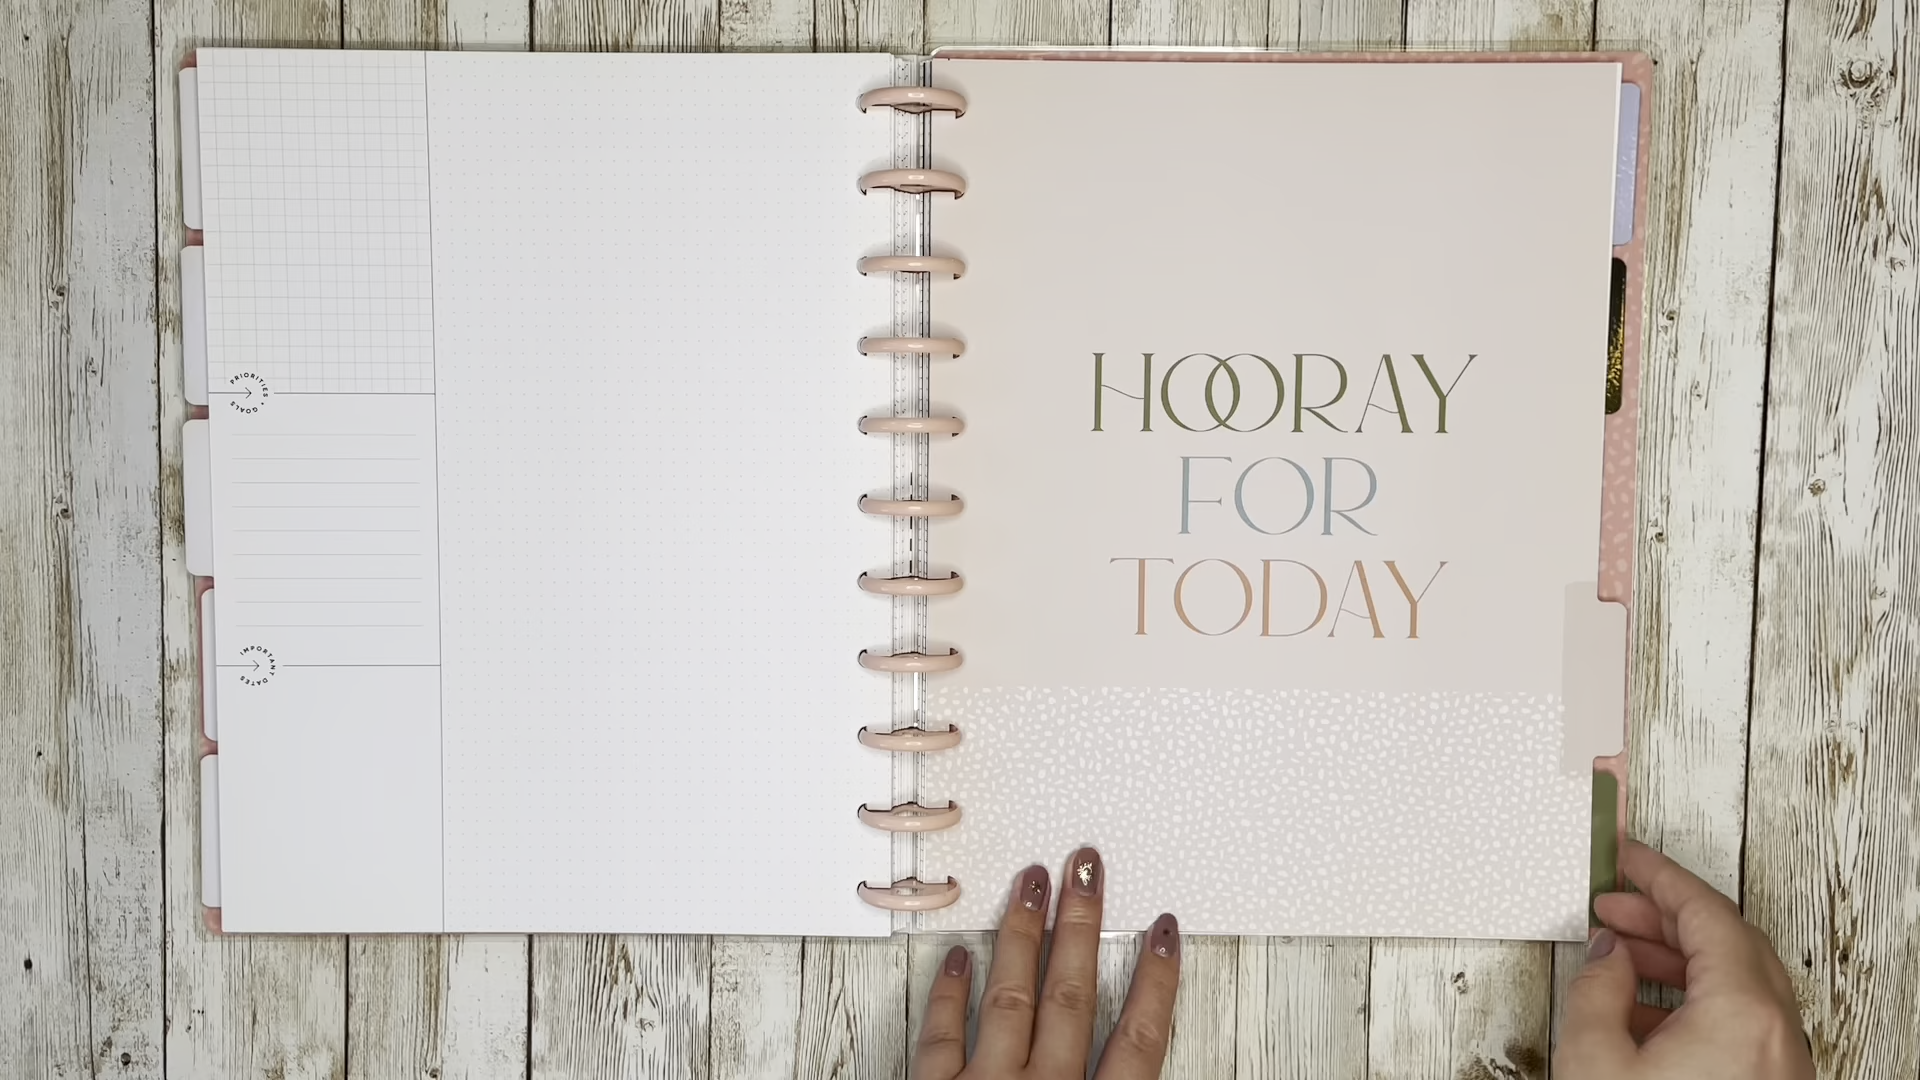 PRIORITIES • GOALS
IMPORTANT DATES
HOORAY
FOR
TODAY